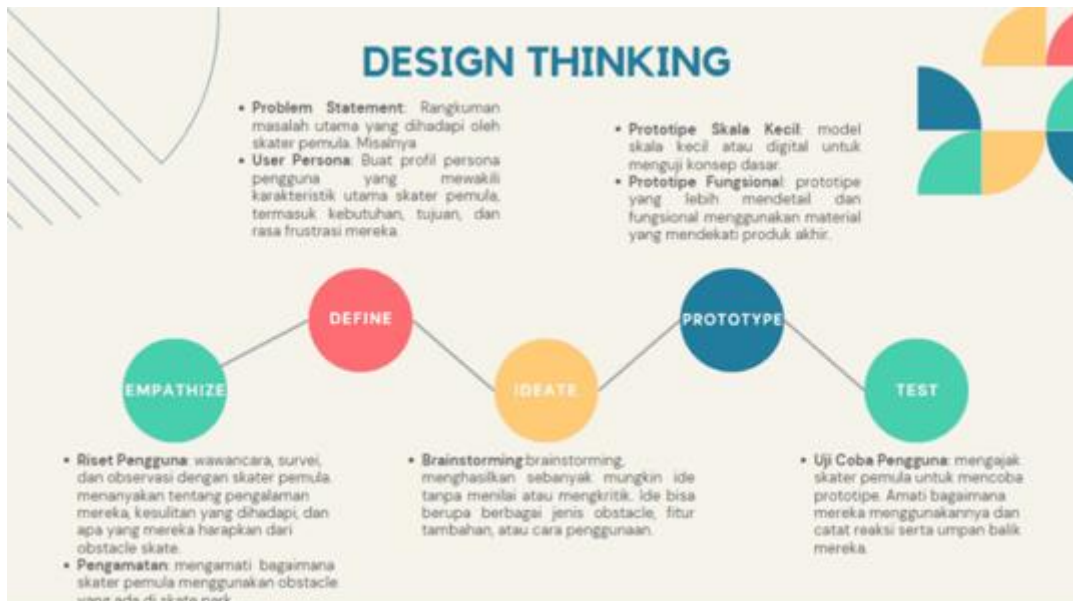 DESIGN THINKING
• Problem Statement: Rangkuman
masalah utama yang dihadapi oleh
skater pemula. Misalnya
• User Persona: Buat profil persona
pengguna yang mewakili
karakteristik utama skater pemula,
termasuk kebutuhan, tujuan, dan
rasa frustrasi mereka.
• Prototipe Skala Kecil: model
skala kecil atau digital untuk
menguji konsep dasar.
• Prototipe Fungsional: prototipe
yang lebih mendetail dan
fungsional menggunakan material
yang mendekati produk akhir.
DEFINE
PROTOTYPE
EMPATHIZE
IDEATE
TEST
• Riset Pengguna: wawancara, survei,
dan observasi dengan skater pemula.
menanyakan tentang pengalaman
mereka, kesulitan yang dihadapi, dan
apa yang mereka harapkan dari
obstacle skate.
• Pengamatan: mengamati bagaimana
skater pemula menggunakan obstacle
yang ada di skate park
• Brainstorming:brainstorming,
menghasilkan sebanyak mungkin ide
tanpa menilai atau mengkritik. Ide bisa
berupa berbagai jenis obstacle, fitur
tambahan, atau cara penggunaan.
• Uji Coba Pengguna: mengajak
skater pemula untuk mencoba
prototipe. Amati bagaimana
mereka menggunakannya dan
catat reaksi serta umpan balik
mereka.